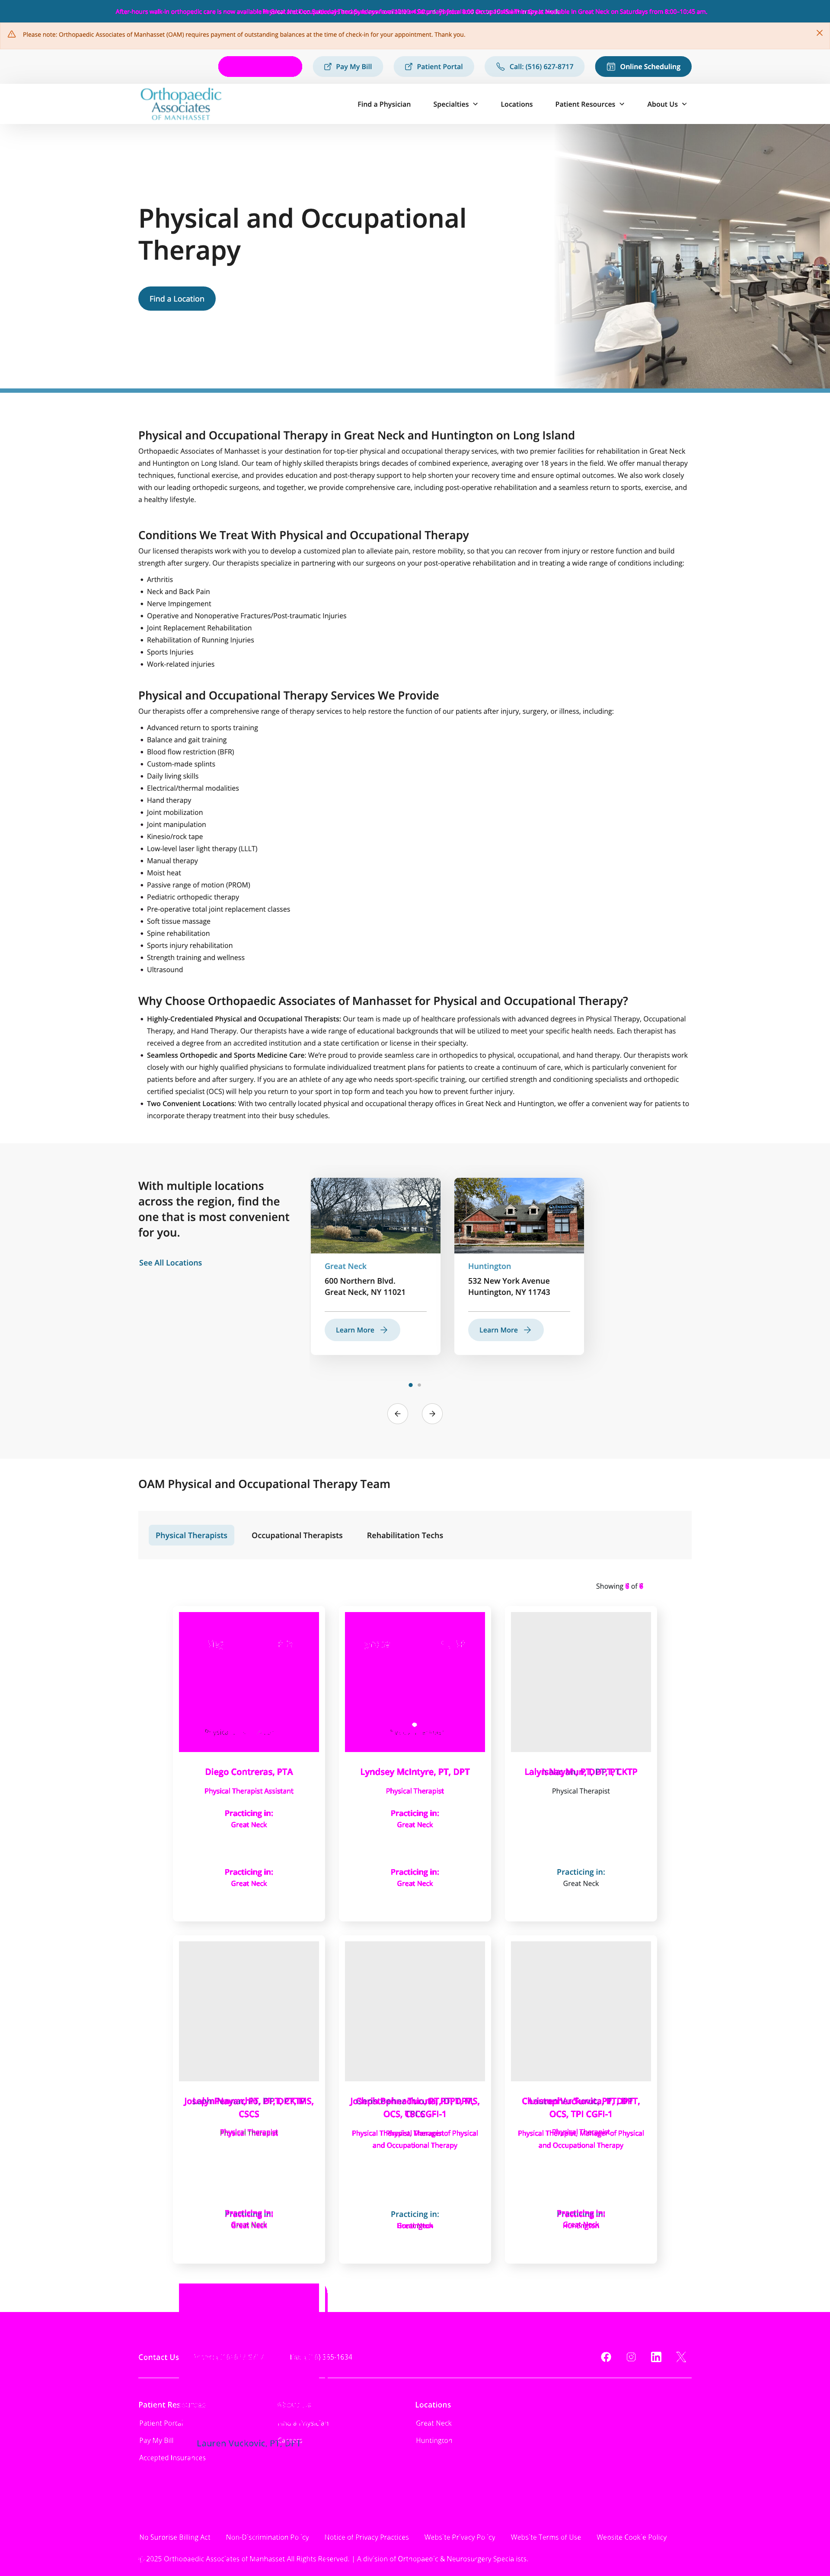 Please note: Orthopaedic Associates of Manhasset (OAM) requires payment of outstanding balances at the time of check-in for your appointment. Thank you.
Pay My Bill
Patient Portal
Call: (516) 627-8717
Online Scheduling
Orthopaedic
Associates
OF MANHASSET
Find a Physician
Specialties
Locations
Patient Resources
About Us
Physical and Occupational
Therapy
Find a Location
Physical and Occupational Therapy in Great Neck and Huntington on Long Island
Orthopaedic Associates of Manhasset is your destination for top-tier physical and occupational therapy services, with two premier facilities for rehabilitation in Great Neck
and Huntington on Long Island. Our team of highly skilled therapists brings decades of combined experience, averaging over 18 years in the field. We offer manual therapy
techniques, functional exercise, and provides education and post-therapy support to help shorten your recovery time and ensure optimal outcomes. We also work closely
with our leading orthopedic surgeons, and together, we provide comprehensive care, including post-operative rehabilitation and a seamless return to sports, exercise, and
a healthy lifestyle.
Conditions We Treat With Physical and Occupational Therapy
Our licensed therapists work with you to develop a customized plan to alleviate pain, restore mobility, so that you can recover from injury or restore function and build
strength after surgery. Our therapists specialize in partnering with our surgeons on your post-operative rehabilitation and in treating a wide range of conditions including:
Arthritis
Neck and Back Pain
Nerve Impingement
Operative and Nonoperative Fractures/Post-traumatic Injuries
Joint Replacement Rehabilitation
Rehabilitation of Running Injuries
Sports Injuries
Work-related injuries
Physical and Occupational Therapy Services We Provide
Our therapists offer a comprehensive range of therapy services to help restore the function of our patients after injury, surgery, or illness, including:
Advanced return to sports training
Balance and gait training
Blood flow restriction (BFR)
Custom-made splints
Daily living skills
Electrical/thermal modalities
Hand therapy
Joint mobilization
Joint manipulation
Kinesio/rock tape
Low-level laser light therapy (LLLT)
Manual therapy
Moist heat
Passive range of motion (PROM)
Pediatric orthopedic therapy
Pre-operative total joint replacement classes
Soft tissue massage
Spine rehabilitation
Sports injury rehabilitation
Strength training and wellness
Ultrasound
Why Choose Orthopaedic Associates of Manhasset for Physical and Occupational Therapy?
Highly-Credentialed Physical and Occupational Therapists: Our team is made up of healthcare professionals with advanced degrees in Physical Therapy, Occupational
Therapy, and Hand Therapy. Our therapists have a wide range of educational backgrounds that will be utilized to meet your specific health needs. Each therapist has
received a degree from an accredited institution and a state certification or license in their specialty.
Seamless Orthopedic and Sports Medicine Care: We're proud to provide seamless care in orthopedics to physical, occupational, and hand therapy. Our therapists work
closely with our highly qualified physicians to formulate individualized treatment plans for patients to create a continuum of care, which is particularly convenient for
patients before and after surgery. If you are an athlete of any age who needs sport-specific training, our certified strength and conditioning specialists and orthopedic
certified specialist (OCS) will help you return to your sport in top form and teach you how to prevent further injury.
Two Convenient Locations: With two centrally located physical and occupational therapy offices in Great Neck and Huntington, we offer a convenient way for patients to
incorporate therapy treatment into their busy schedules.
With multiple locations
across the region, find the
one that is most convenient
for you.
See All Locations
Great Neck
600 Northern Blvd.
Great Neck, NY 11021
Learn More
Huntington
532 New York Avenue
Huntington, NY 11743
Learn More
OAM Physical and Occupational Therapy Team
Physical Therapists
Occupational Therapists
Rehabilitation Techs
Showing of
Diego Contreras, PTA
Physical Therapist Assistant
Practicing in:
Great Neck
Practicing in:
Great Neck
Lyndsey McIntyre, PT, DPT
Physical Therapist
Practicing in:
Great Neck
Practicing in:
Great Neck
Physical Therapist
Practicing in:
Great Neck
CSCS
Physical Therapist
Practicing in:
Great Neck
and Occupational Therapy
Practicing in:
OCS, TPI CGFI-1
and Occupational Therapy
Practicing in:
Contact Us
Patient Portal
Pay My Bill
Accepted Insurances
Locations
Great Neck
Huntington
No Surprise Billing Act
Non-Discrimination Policy
Notice of Privacy Practices
Website Privacy Policy
Website Terms of Use
Website Cookie Policy
2025 Orthopaedic Associates of Manhasset All Rights Reserved. | A division of Orthopaedic & Neurosurgery Specialists.